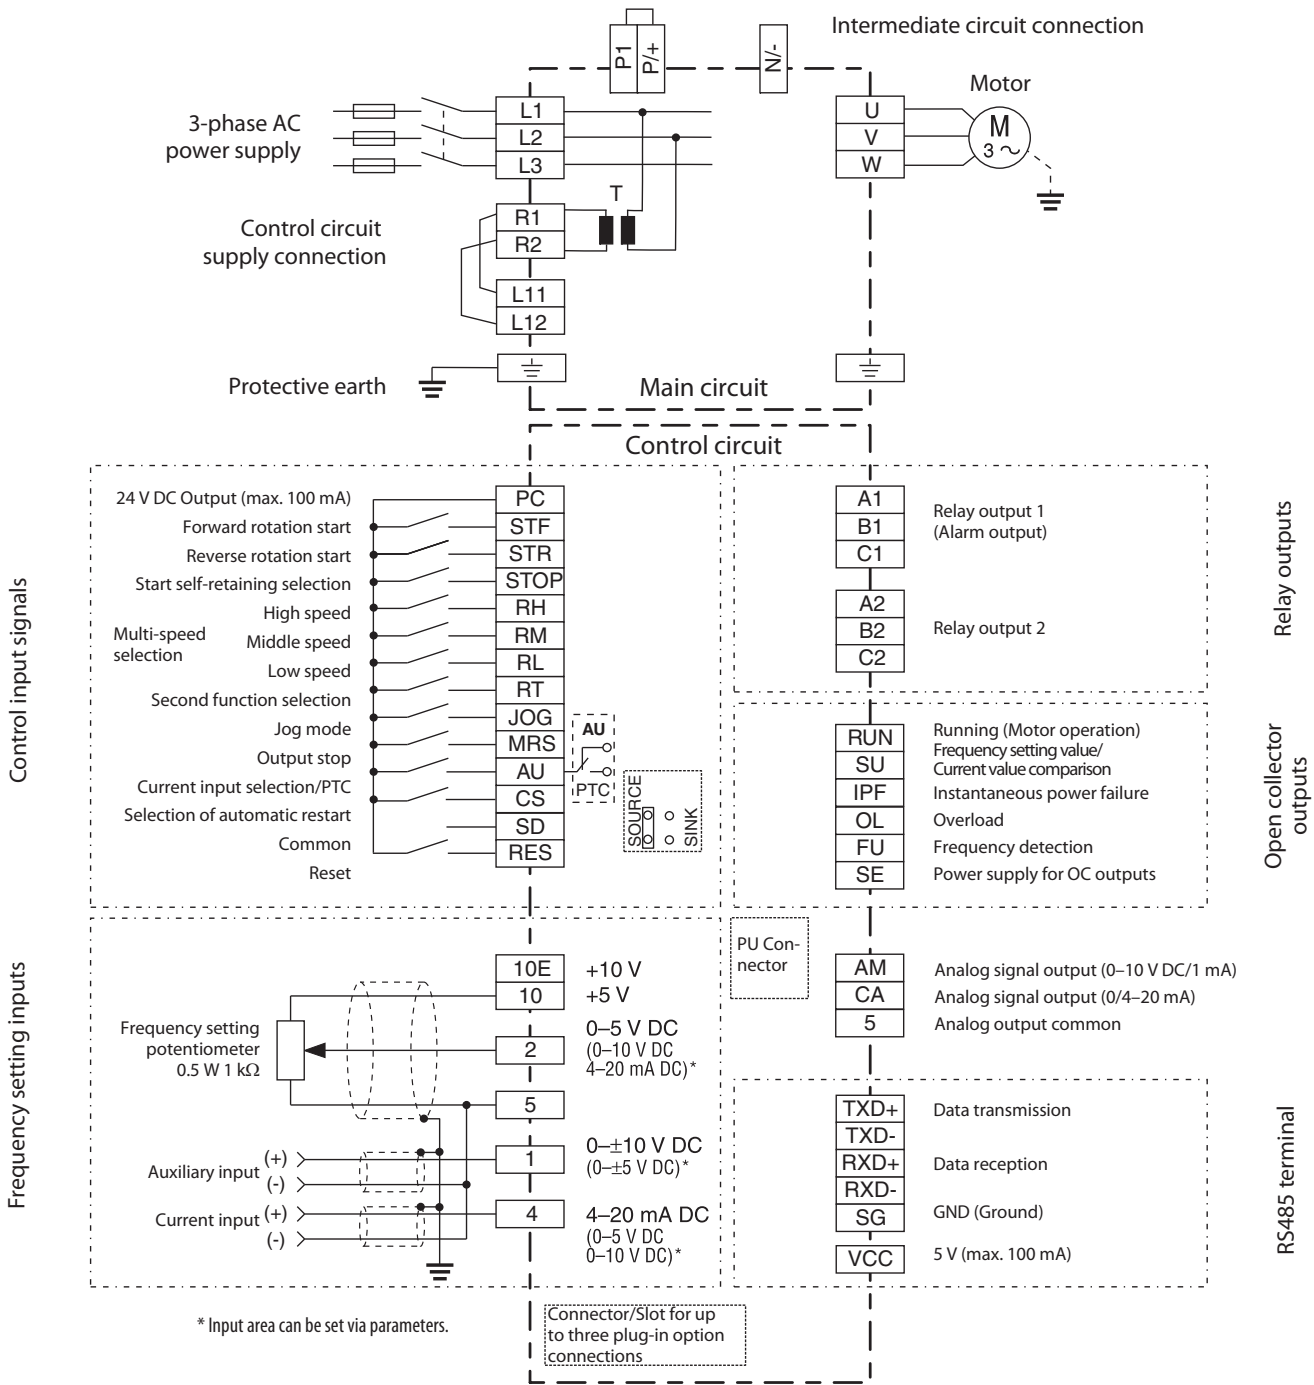 Intermediate circuit connection
P1
P/+
N/-
Motor
3-phase AC
power supply
L1
L2
L3
U
V
W
M
3 ~
T
Control circuit
supply connection
R1
R2
L11
L12
Protective earth
Main circuit
Control circuit
Control input signals
24 V DC Output (max. 100 mA)
Forward rotation start
Reverse rotation start
Start self-retaining selection
High speed
Multi-speed
selection
Middle speed
Low speed
Second function selection
Jog mode
Output stop
Current input selection/PTC
Selection of automatic restart
Common
Reset
PC
STF
STR
STOP
RH
RM
RL
RT
JOG
MRS
AU
CS
SD
RES
AU
PTC
SOURCE
SINK
A1
B1
C1
Relay output 1
(Alarm output)
A2
B2
C2
Relay output 2
Relay outputs
RUN
SU
IPF
OL
FU
SE
Running (Motor operation)
Frequency setting value/
Current value comparison
Instantaneous power failure
Overload
Frequency detection
Power supply for OC outputs
Open collector
outputs
Frequency setting inputs
10E
+10 V
10
+5 V
Frequency setting
potentiometer
0.5 W 1 kΩ
2
0–5 V DC
(0–10 V DC
4–20 mA DC)*
5
Auxiliary input
(+)
(-)
1
0–±10 V DC
(0–±5 V DC)*
Current input
(+)
(-)
4
4–20 mA DC
(0–5 V DC
0–10 V DC)*
PU Con-
nector
AM
Analog signal output (0–10 V DC/1 mA)
CA
Analog signal output (0/4–20 mA)
5
Analog output common
TXD+
Data transmission
TXD-
RXD+
Data reception
RXD-
SG
GND (Ground)
VCC
5 V (max. 100 mA)
RS485 terminal
* Input area can be set via parameters.
Connector/Slot for up
to three plug-in option
connections